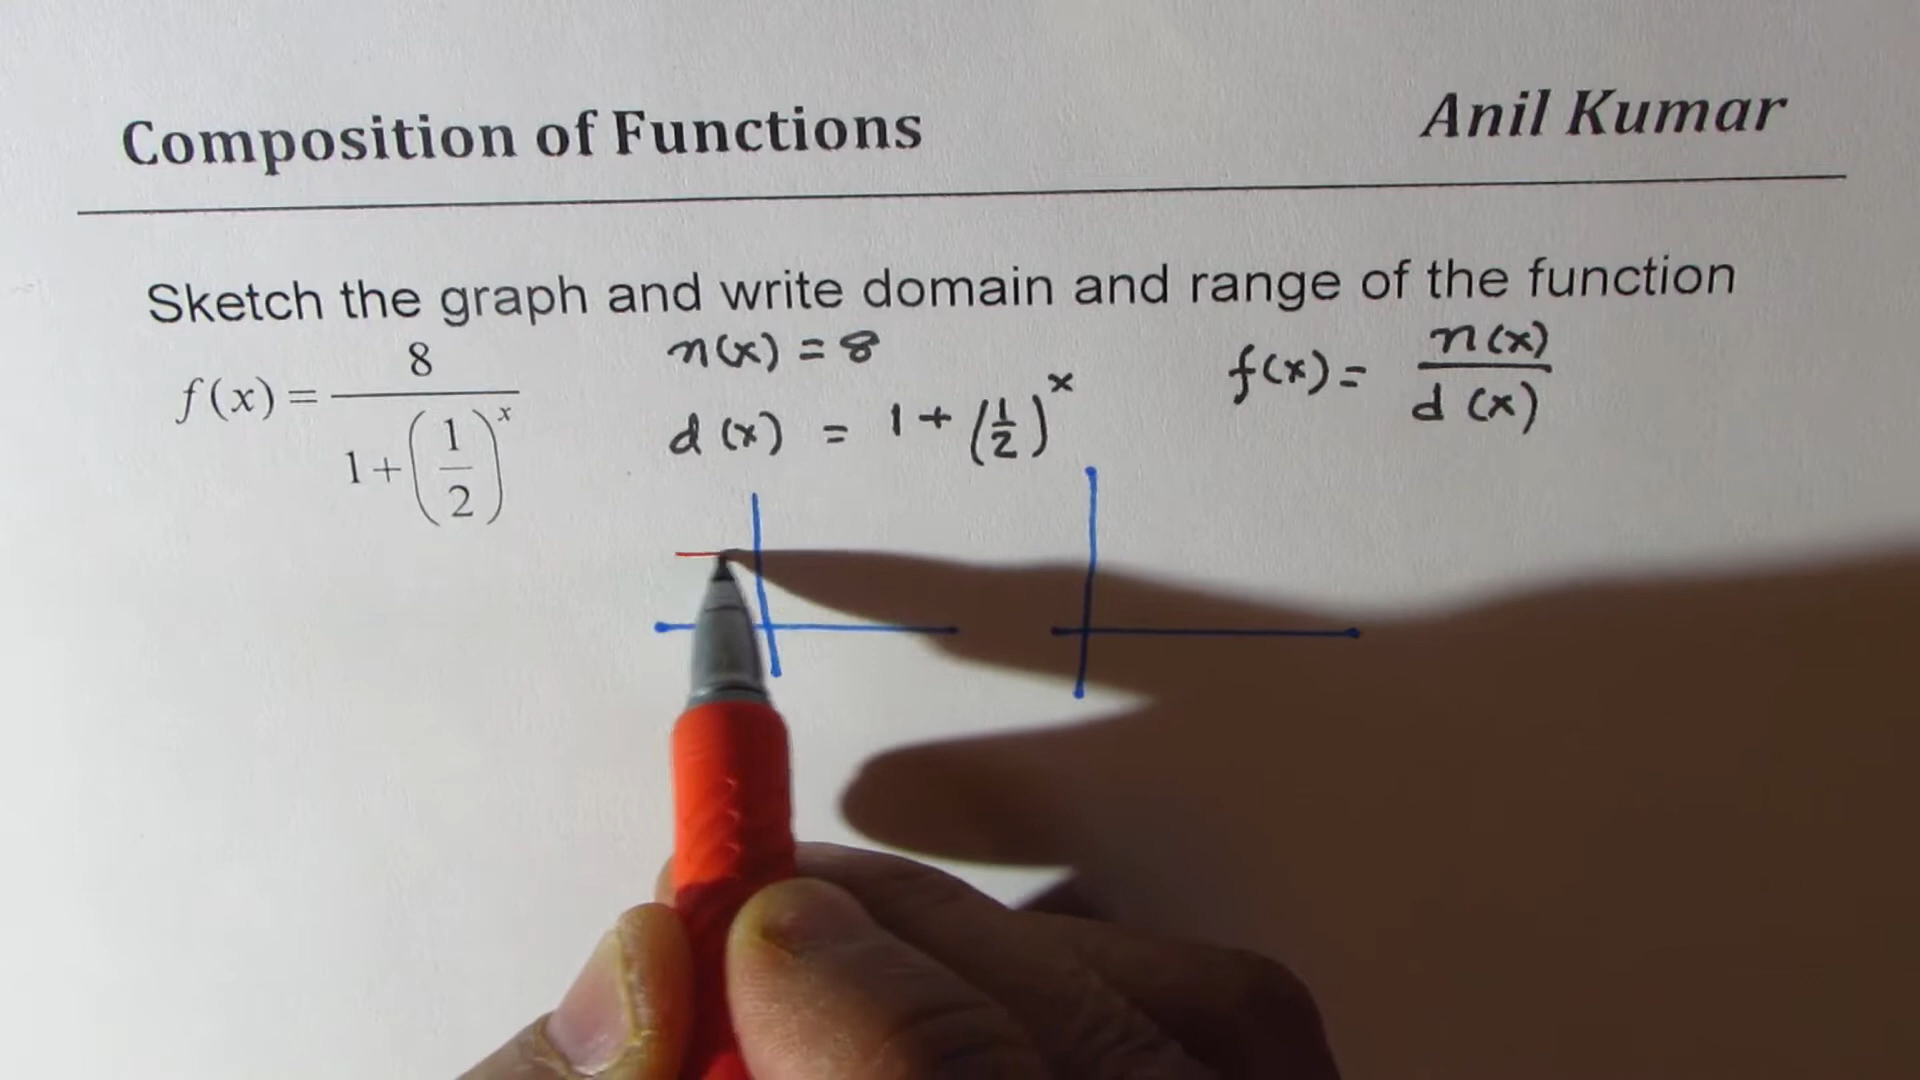 Composition of Functions Anil Kumar
Sketch the graph and write domain and range of the function
f(x) = 8 / (1+(1/2)^x)
n(x) = 8
d(x) = 1+(1/2)^x
f(x) = n(x) / d(x)